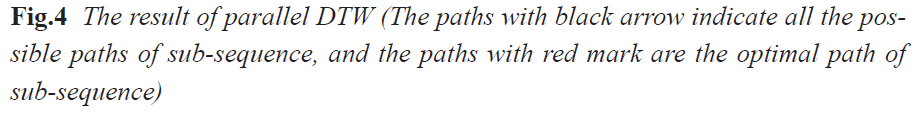 Fig.4 The result of parallel DTW (The paths with black arrow indicate all the pos-
sible paths of sub-sequence, and the paths with red mark are the optimal path of
sub-sequence)